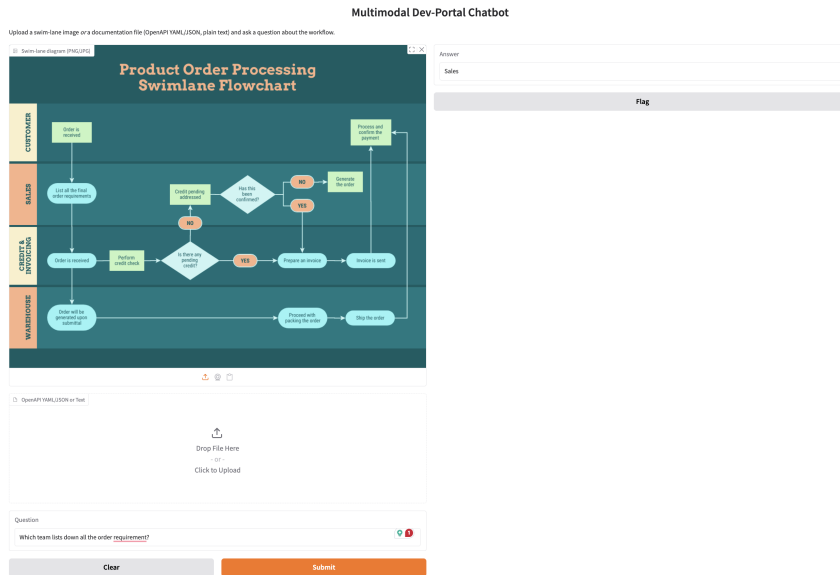 Multimodal Dev-Portal Chatbot
Upload a swim-lane image or a documentation file (OpenAPI YAML/JSON, plain text) and ask a question about the workflow.
Swim-lane diagram (PNG/JPG)
Product Order Processing
Swimlane Flowchart
CUSTOMER
Order is
received
Process and
confirm the
payment
SALES
List all the final
order requirements
Credit pending
addressed
Has this
been
confirmed?
NO
YES
Generate
the order
NO
CREDIT &
INVOICING
Order is received
Perform
credit check
Is there any
pending
credit?
YES
Prepare an invoice
Invoice is sent
WAREHOUSE
Order will be
generated upon
submittal
Proceed with
packing the order
Ship the order
OpenAPI YAML/JSON or Text
Drop File Here
- or -
Click to Upload
Question
Which team lists down all the order requirement?
1
Clear
Submit
Answer
Sales
Flag